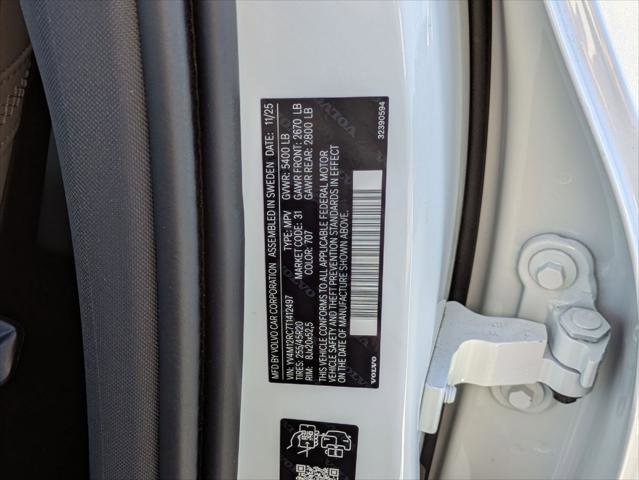 MFD BY VOLVO CAR CORPORATION ASSEMBLED IN SWEDEN DATE: 11/25
VIN: YV4M12RC7T1412497 TYPE: MPV GVWR: 5400 LB
TIRES: 255/45R20 MARKET CODE: 31 GAWR FRONT: 2670 LB
RIM: 8Jx20x52,5 COLOR: 707 GAWR REAR: 2800 LB
THIS VEHICLE CONFORMS TO ALL APPLICABLE FEDERAL MOTOR
VEHICLE SAFETY AND THEFT PREVENTION STANDARDS IN EFFECT
ON THE DATE OF MANUFACTURE SHOWN ABOVE.
VOLVO
32390594